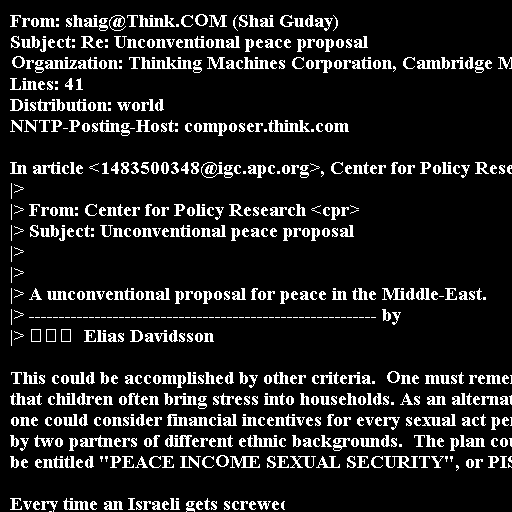 From: shaig@Think.COM (Shai Guday)
Subject: Re: Unconventional peace proposal
Organization: Thinking Machines Corporation, Cambridge M
Lines: 41
Distribution: world
NNTP-Posting-Host: composer.think.com

In article <1483500348@igc.apc.org>, Center for Policy Rese
|>
|> From: Center for Policy Research <cpr>
|> Subject: Unconventional peace proposal
|>
|>
|> A unconventional proposal for peace in the Middle-East.
|> ---------------------------------------------------------- by
|> Elias Davidsson

This could be accomplished by other criteria.  One must reme
that children often bring stress into households. As an alterna
one could consider financial incentives for every sexual act pe
by two partners of different ethnic backgrounds.  The plan co
be entitled "PEACE INCOME SEXUAL SECURITY", or PIS

Every time an Israeli gets screwe